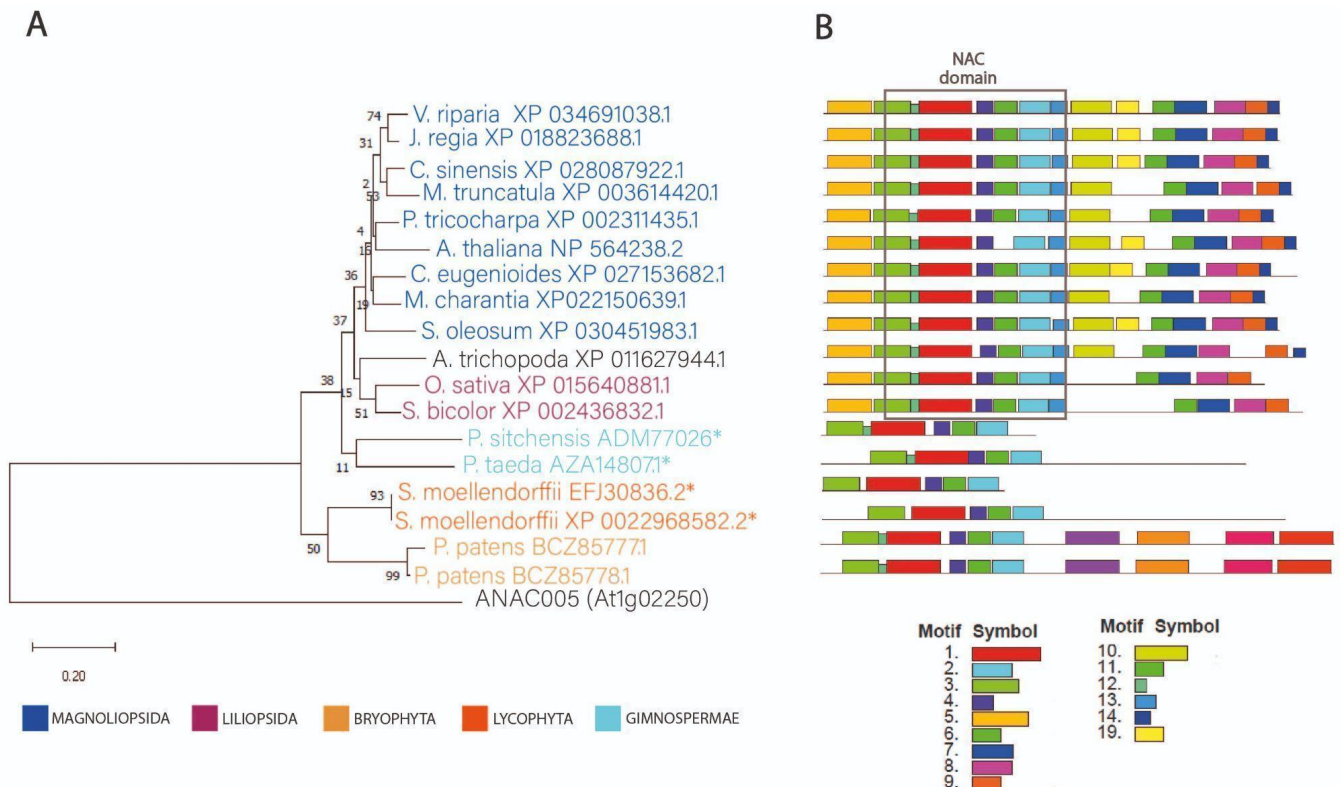 A
B
NAC
domain
74
V. riparia XP 034691038.1
31
J. regia XP 018823688.1
C. sinensis XP 028087922.1
2
53
M. truncatula XP 003614420.1
P. tricocharpa XP 002311435.1
4
15
A. thaliana NP 564238.2
36
C. eugenioides XP 027153682.1
19
M. charantia XP022150639.1
37
S. oleosum XP 030451983.1
A. trichopoda XP 011627944.1
38
15
O. sativa XP 015640881.1
51
S. bicolor XP 002436832.1
P. sitchensis ADM77026*
11
P. taeda AZA14807.1*
93
S. moellendorffii EFJ30836.2*
S. moellendorffii XP 0022968582.2*
50
P. patens BCZ85777.1
99
P. patens BCZ85778.1
ANAC005 (At1g02250)
0.20
MAGNOLIOPSIDA LILIOPSIDA BRYOPHYTA LYCOPHYTA GIMNOSPERMAE
Motif Symbol
1.
2.
3.
4.
5.
6.
7.
8.
9.
Motif Symbol
10.
11.
12.
13.
14.
19.